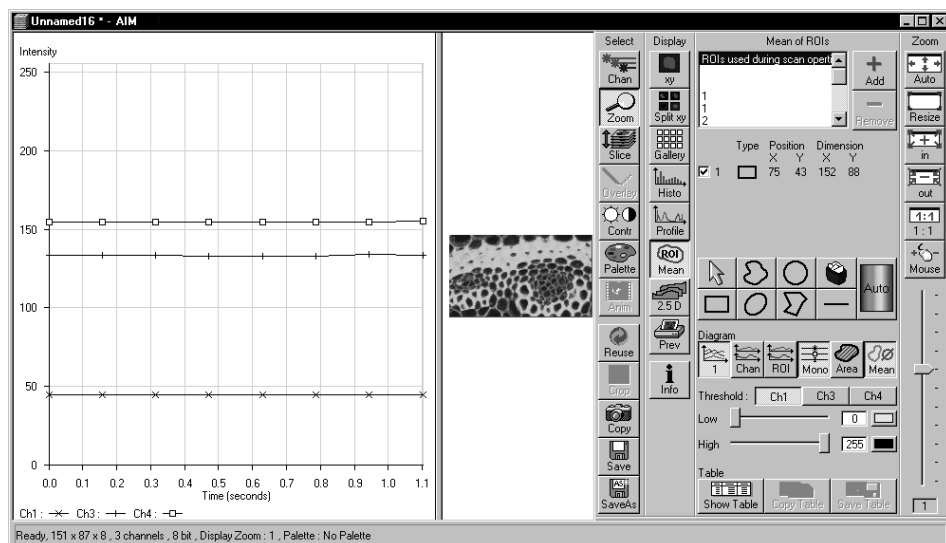 Unnamed16 * - AIM
Intensity
250
200
150
100
50
0
0.0 0.1 0.2 0.3 0.4 0.5 0.6 0.7 0.8 0.9 1.0 1.1
Time (seconds)
Ch1 : Ch3 : Ch4 :
Select
Chan
Zoom
Slice
Overlay
Contr
Palette
Anim
Reuse
Crop
Copy
Save
AS
SaveAs
Display
xy
Split xy
Gallery
Histo
Profile
ROI
Mean
2.5 D
Prev
i
Info
Mean of ROIs
ROIs used during scan operti
1
1
2
+
Add
Remove
Type Position Dimension
X Y X Y
1 75 43 152 88
Auto
Diagram
1 Chan ROI Mono Area Mean
Threshold : Ch1 Ch3 Ch4
Low 0
High 255
Table
Show Table Copy Table Save Table
Zoom
Auto
Resize
in
out
1:1
1 : 1
Mouse
1
Ready, 151 x 87 x 8 , 3 channels , 8 bit , Display Zoom : 1 , Palette : No Palette